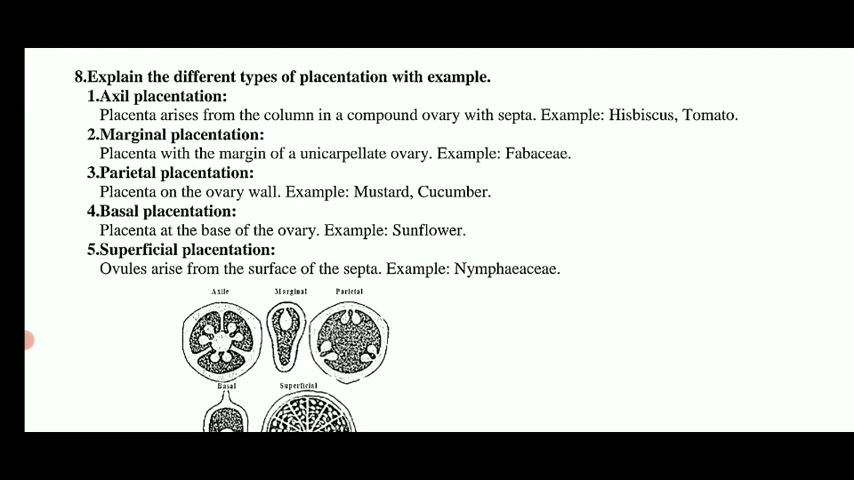 8.Explain the different types of placentation with example.
1.Axil placentation:
Placenta arises from the column in a compound ovary with septa. Example: Hisbiscus, Tomato.
2.Marginal placentation:
Placenta with the margin of a unicarpellate ovary. Example: Fabaceae.
3.Parietal placentation:
Placenta on the ovary wall. Example: Mustard, Cucumber.
4.Basal placentation:
Placenta at the base of the ovary. Example: Sunflower.
5.Superficial placentation:
Ovules arise from the surface of the septa. Example: Nymphaeaceae.
Axile Marginal Parietal
Basal Superficial